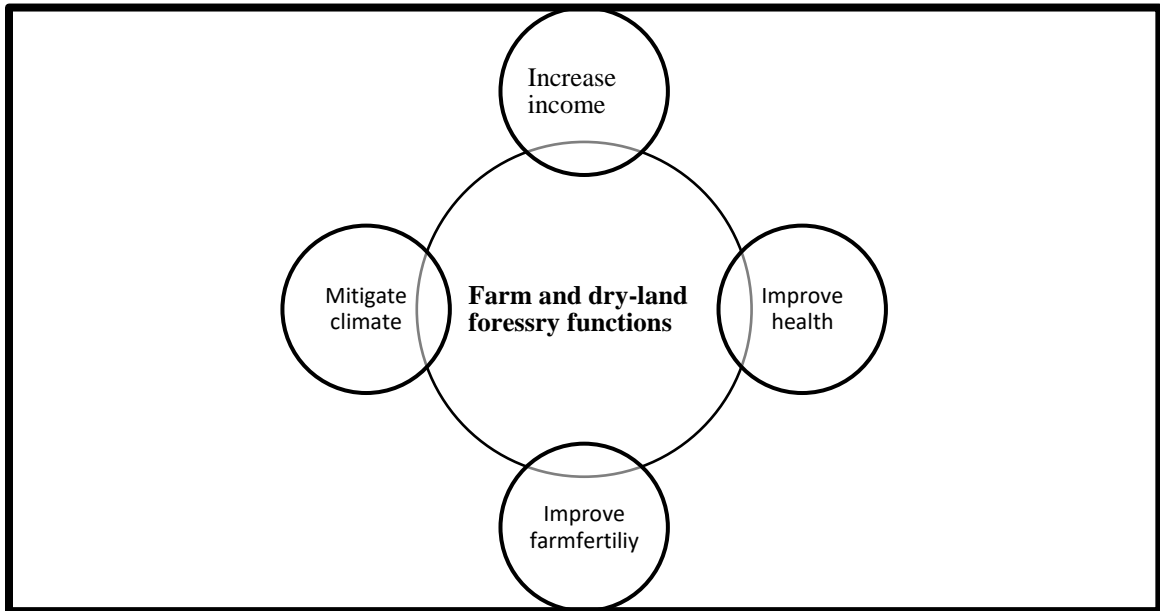 Increase
income
Mitigate
climate
Farm and dry-land
foressry functions
Improve
health
Improve
farmfertiliy